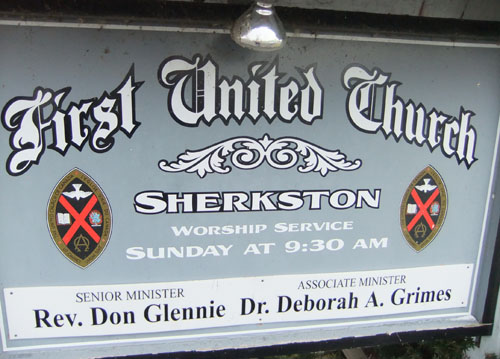 First United Church
SHERKSTON
WORSHIP SERVICE
SUNDAY AT 9:30 AM
SENIOR MINISTER
Rev. Don Glennie
ASSOCIATE MINISTER
Dr. Deborah A. Grimes